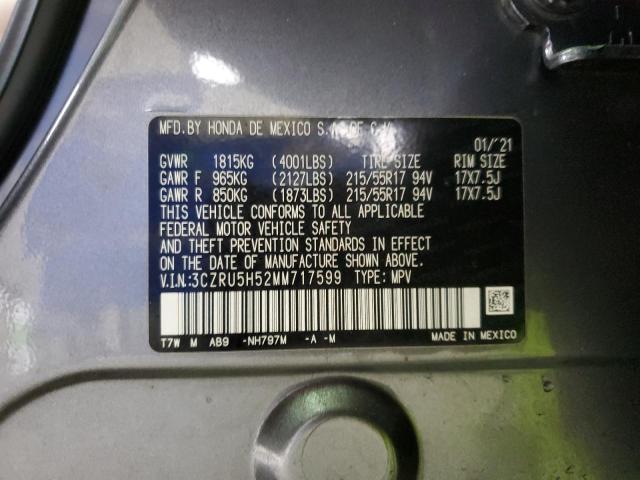 MFD.BY HONDA DE MEXICO S.A. DE C.V.
01/'21
GVWR 1815KG (4001LBS) TIRE SIZE RIM SIZE
GAWR F 965KG (2127LBS) 215/55R17 94V 17X7.5J
GAWR R 850KG (1873LBS) 215/55R17 94V 17X7.5J
THIS VEHICLE CONFORMS TO ALL APPLICABLE
FEDERAL MOTOR VEHICLE SAFETY
AND THEFT PREVENTION STANDARDS IN EFFECT
ON THE DATE OF MANUFACTURE SHOWN ABOVE.
V.I.N:3CZRU5H52MM717599 TYPE: MPV
T7W M AB9 -NH797M -A -M MADE IN MEXICO